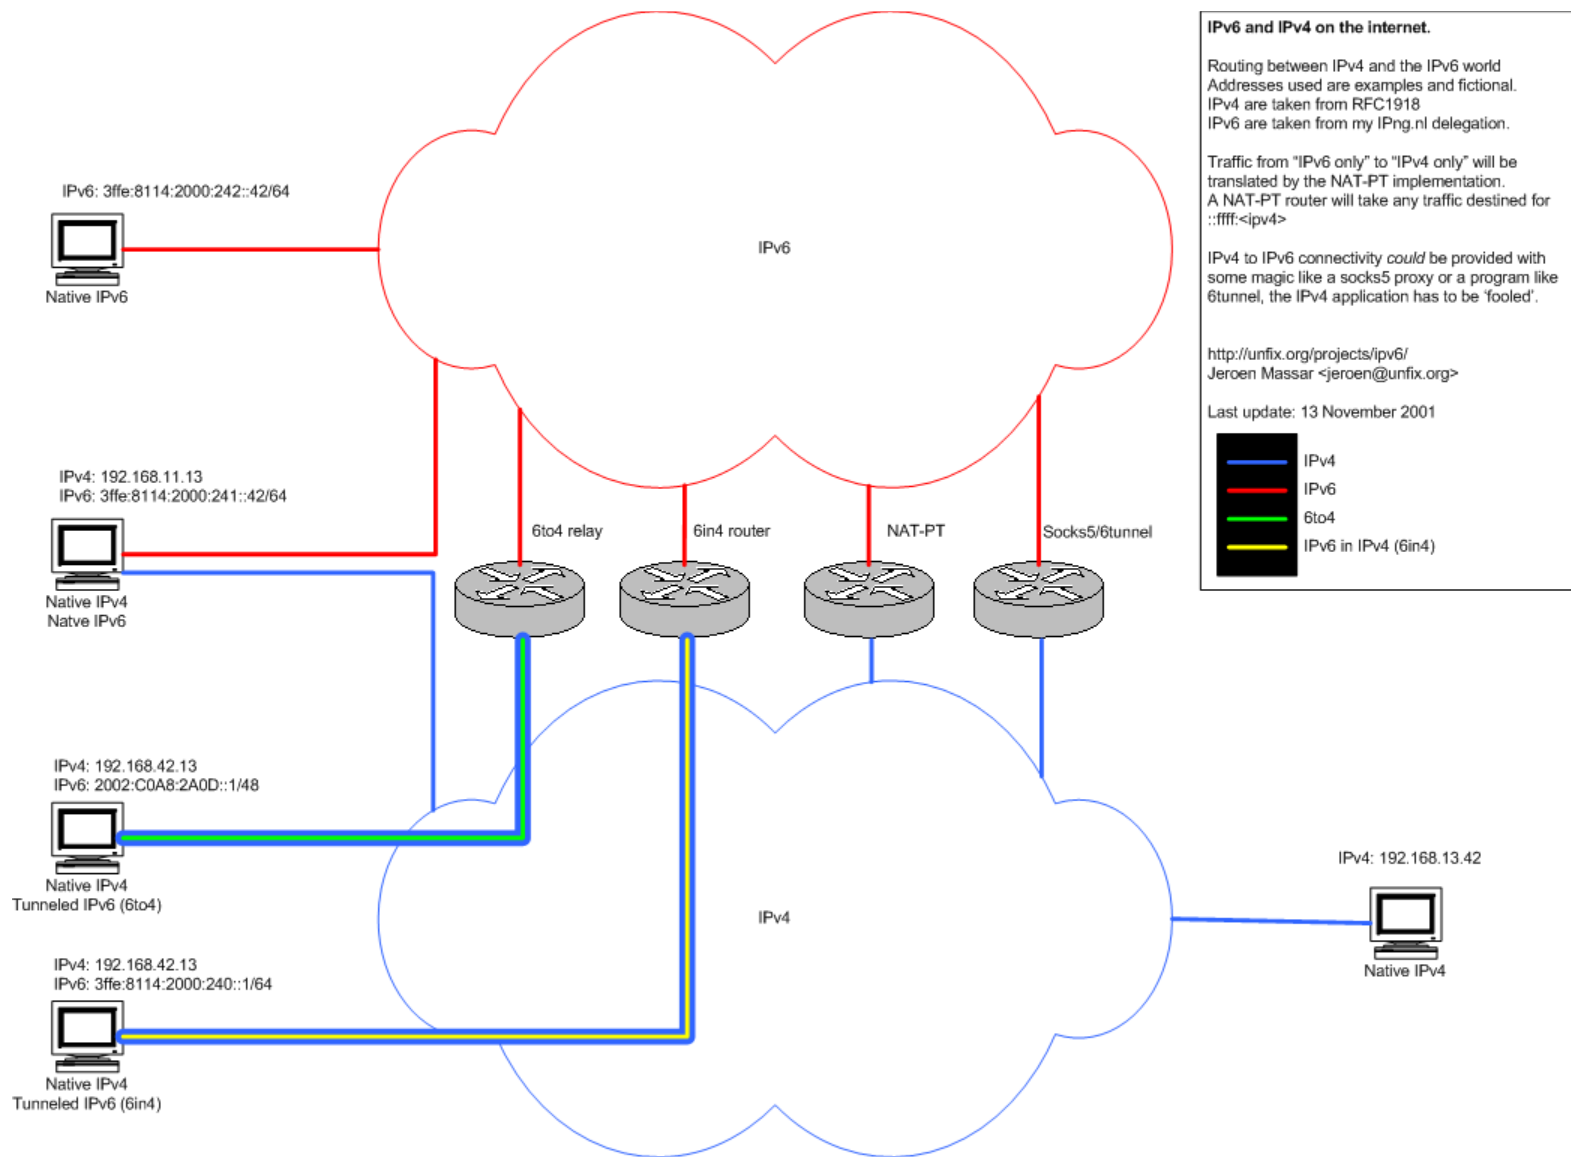 IPv6 and IPv4 on the internet.
Routing between IPv4 and the IPv6 world
Addresses used are examples and fictional.
IPv4 are taken from RFC1918
IPv6 are taken from my IPng.nl delegation.
Traffic from “IPv6 only” to “IPv4 only” will be
translated by the NAT-PT implementation.
A NAT-PT router will take any traffic destined for
::ffff:<ipv4>
IPv4 to IPv6 connectivity could be provided with
some magic like a socks5 proxy or a program like
6tunnel, the IPv4 application has to be ‘fooled’.
http://unfix.org/projects/ipv6/
Jeroen Massar <jeroen@unfix.org>
Last update: 13 November 2001
IPv4
IPv6
6to4
IPv6 in IPv4 (6in4)
IPv6: 3ffe:8114:2000:242::42/64
Native IPv6
IPv6
IPv4: 192.168.11.13
IPv6: 3ffe:8114:2000:241::42/64
Native IPv4
Natve IPv6
6to4 relay
6in4 router
NAT-PT
Socks5/6tunnel
IPv4: 192.168.42.13
IPv6: 2002:C0A8:2A0D::1/48
Native IPv4
Tunneled IPv6 (6to4)
IPv4
IPv4: 192.168.13.42
Native IPv4
IPv4: 192.168.42.13
IPv6: 3ffe:8114:2000:240::1/64
Native IPv4
Tunneled IPv6 (6in4)